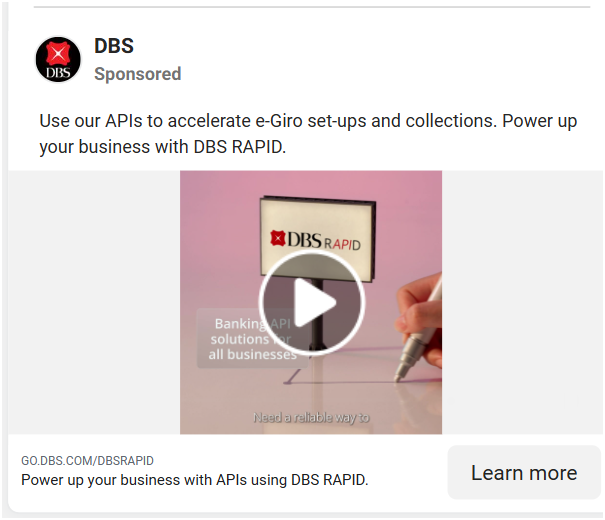 DBS
Sponsored
DBS
Use our APIs to accelerate e-Giro set-ups and collections. Power up
your business with DBS RAPID.
DBS RAPID
Banking API
solutions for
all businesses
Need a reliable way to
GO.DBS.COM/DBSRAPID
Power up your business with APIs using DBS RAPID.
Learn more